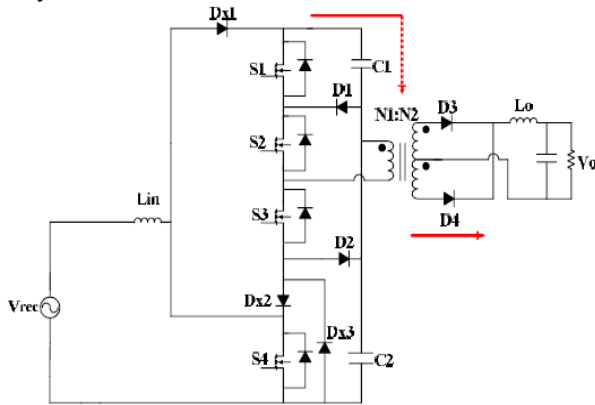 Dx1
S1
C1
D1
N1:N2
D3
Lo
S2
Vo
Lin
S3
D4
D2
Dx2
Vrec
Dx3
S4
C2